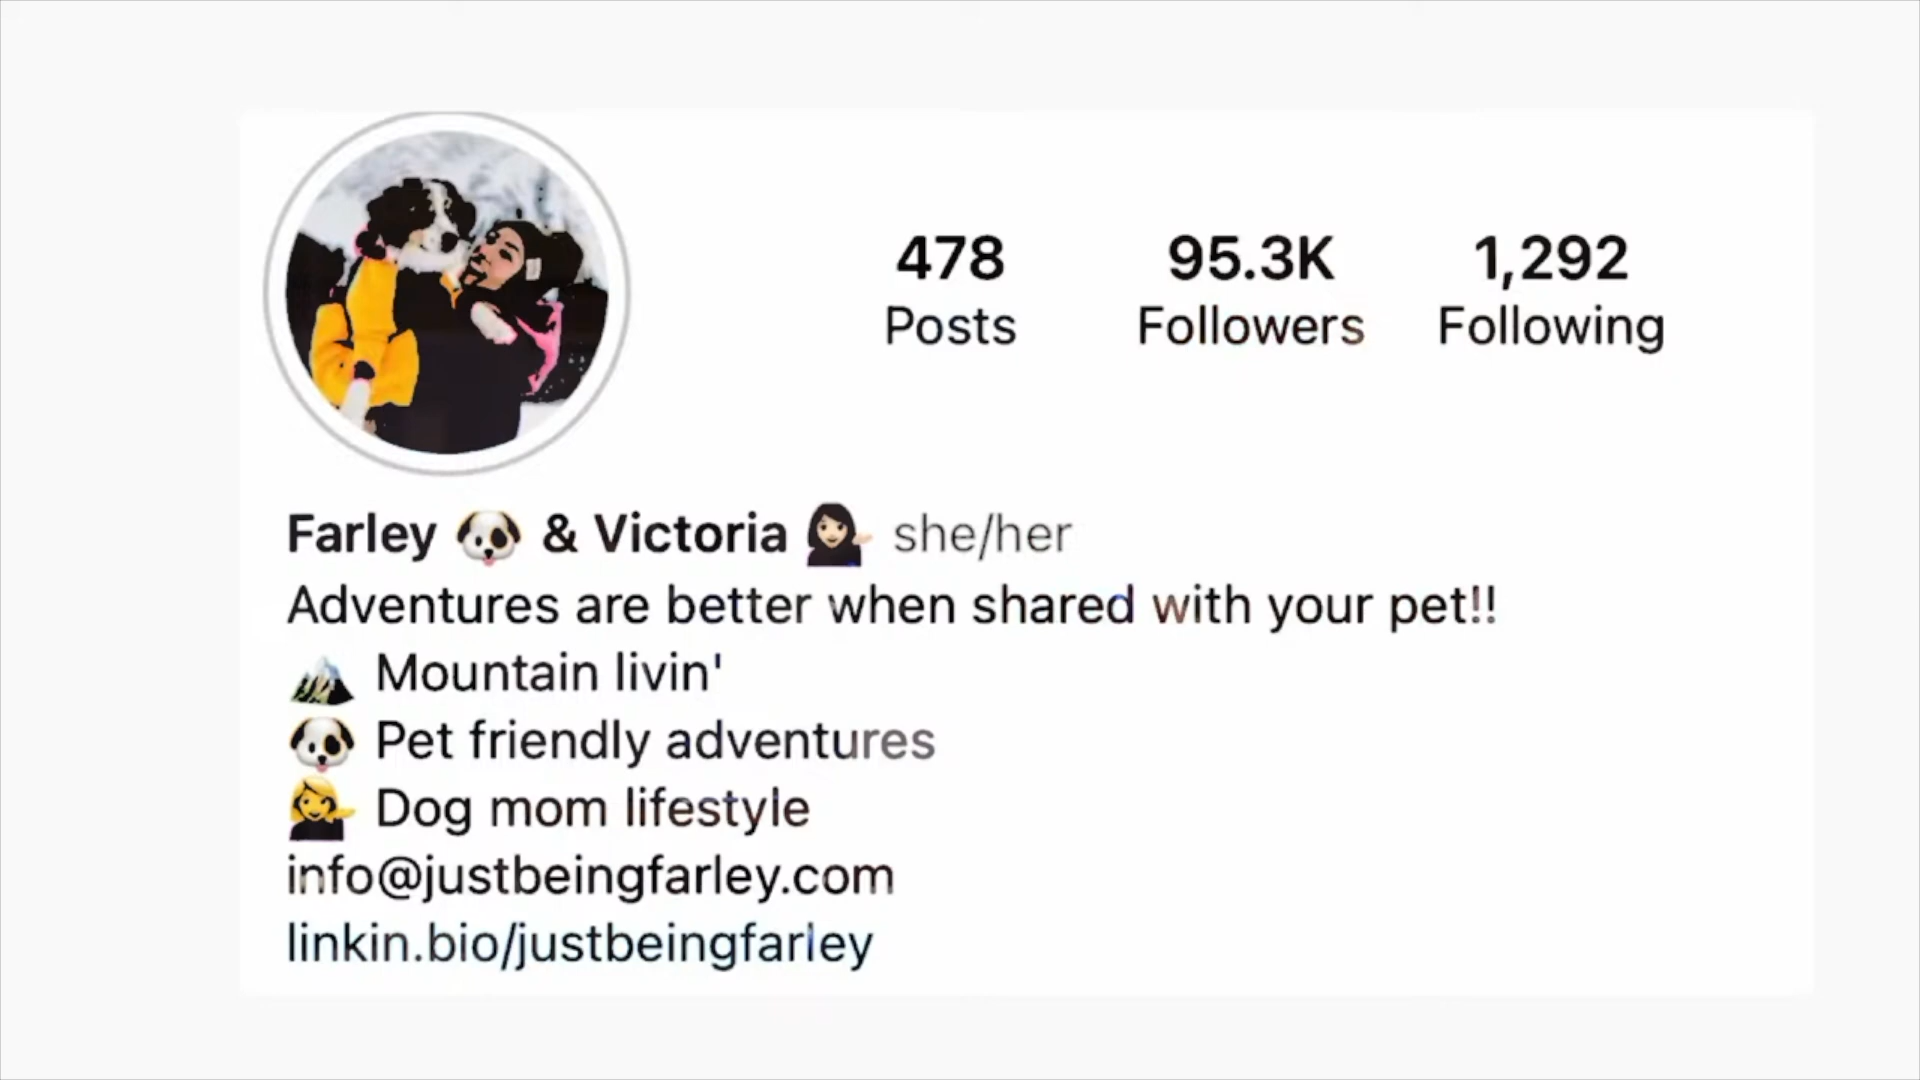 478 95.3K 1,292
Posts Followers Following
Farley 🐶 & Victoria 💁🏻‍♀️ she/her
Adventures are better when shared with your pet!!
🏔️ Mountain livin'
🐶 Pet friendly adventures
💁‍♀️ Dog mom lifestyle
info@justbeingfarley.com
linkin.bio/justbeingfarley